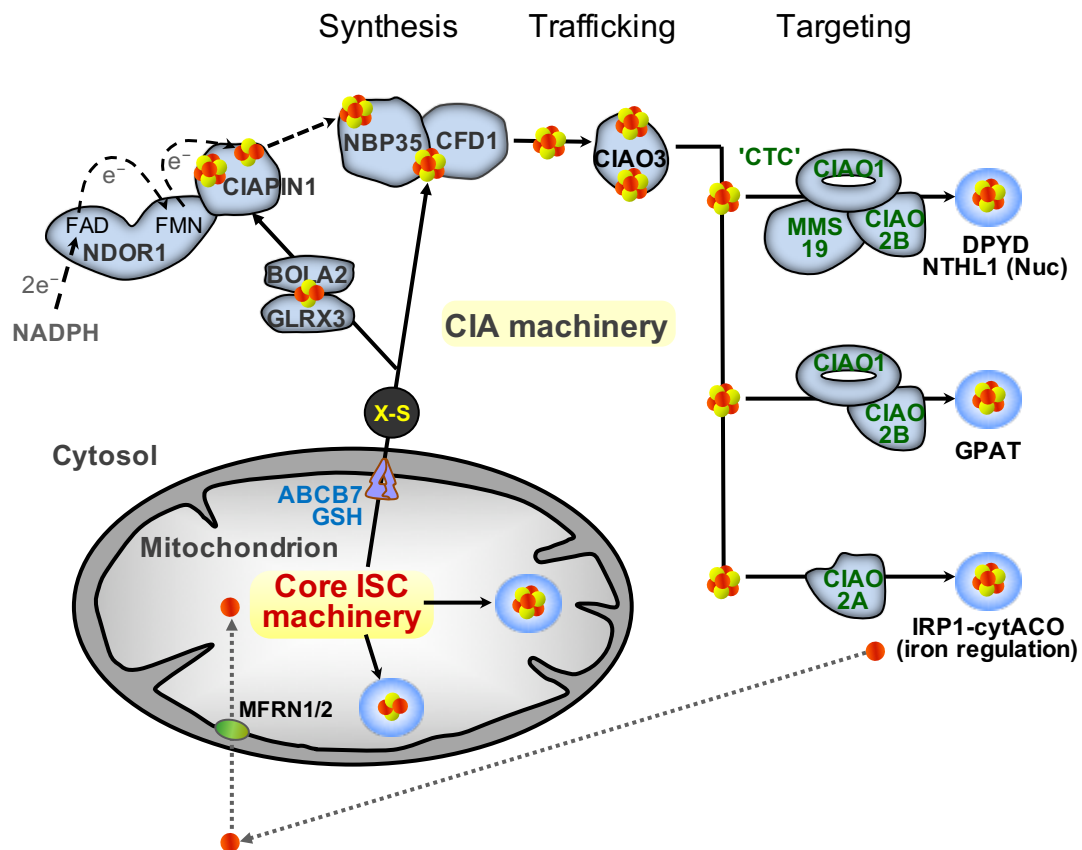 Synthesis
Trafficking
Targeting
NBP35
CFD1
CIAO3
'CTC'
CIAO1
MMS
19
CIAO
2B
DPYD
NTHL1 (Nuc)
e⁻
e⁻
CIAPIN1
FAD
FMN
NDOR1
2e⁻
NADPH
BOLA2
GLRX3
CIA machinery
CIAO1
CIAO
2B
GPAT
X-S
Cytosol
ABCB7
GSH
Mitochondrion
Core ISC
machinery
CIAO
2A
IRP1-cytACO
(iron regulation)
MFRN1/2